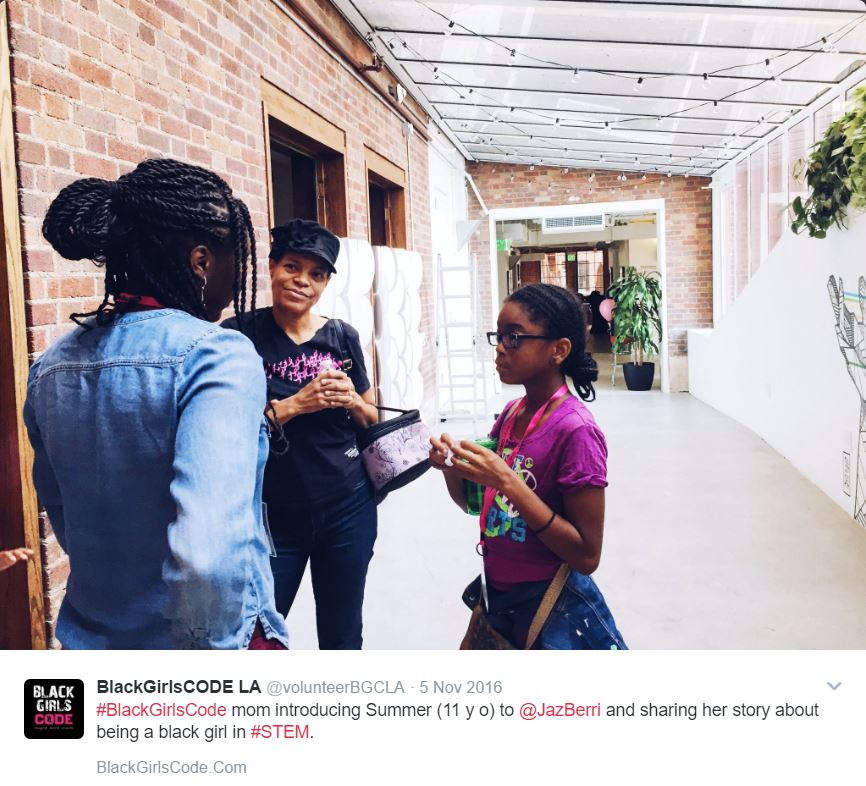 BLACK
GIRLS
CODE
BlackGirlsCODE LA @volunteerBGCLA · 5 Nov 2016
#BlackGirlsCode mom introducing Summer (11 y o) to @JazBerri and sharing her story about
being a black girl in #STEM.
BlackGirlsCode.Com